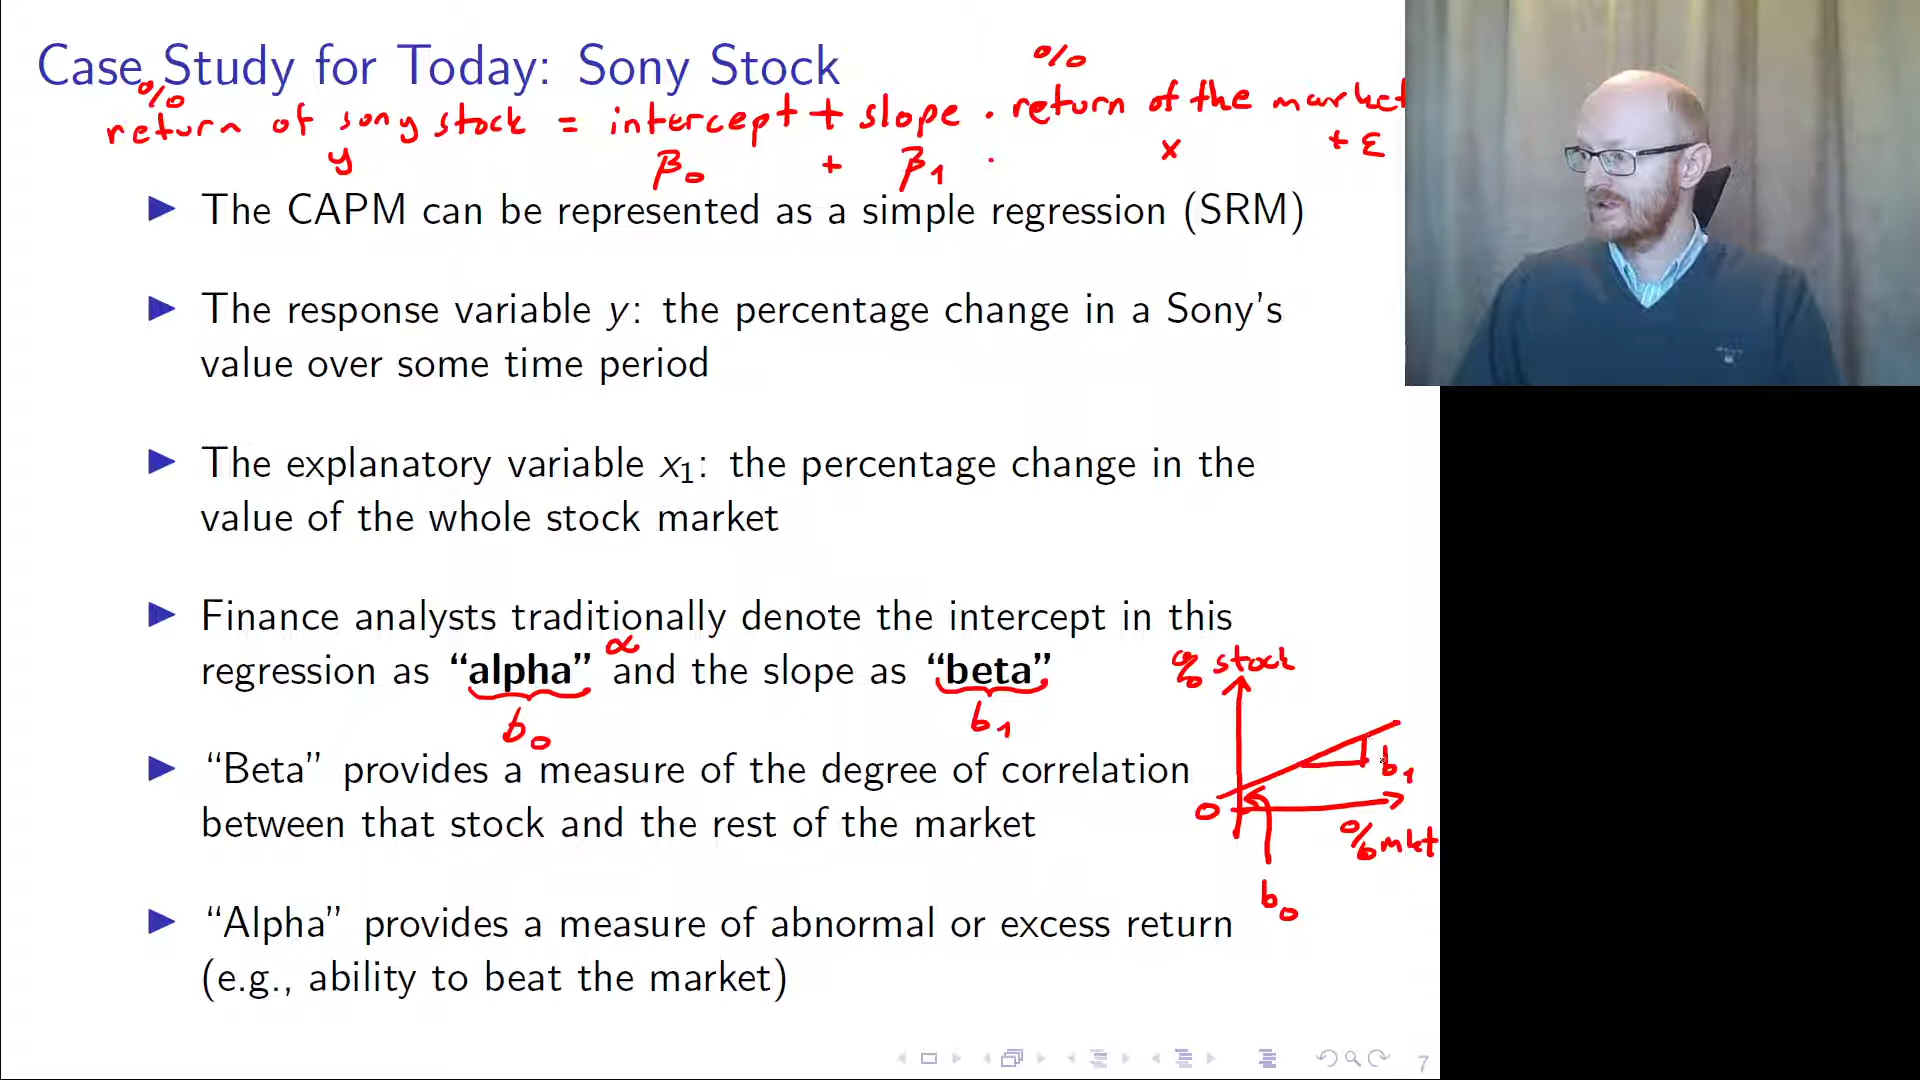 Case Study for Today: Sony Stock
% %
return of sony stock = intercept + slope . return of the market
y β0 + β1 . x + ε
The CAPM can be represented as a simple regression (SRM)
The response variable y: the percentage change in a Sony's
value over some time period
The explanatory variable x1: the percentage change in the
value of the whole stock market
Finance analysts traditionally denote the intercept in this
α
regression as “alpha” and the slope as “beta”
b0 b1
% stock
b1
0
% mkt
b0
“Beta” provides a measure of the degree of correlation
between that stock and the rest of the market
“Alpha” provides a measure of abnormal or excess return
(e.g., ability to beat the market)
7